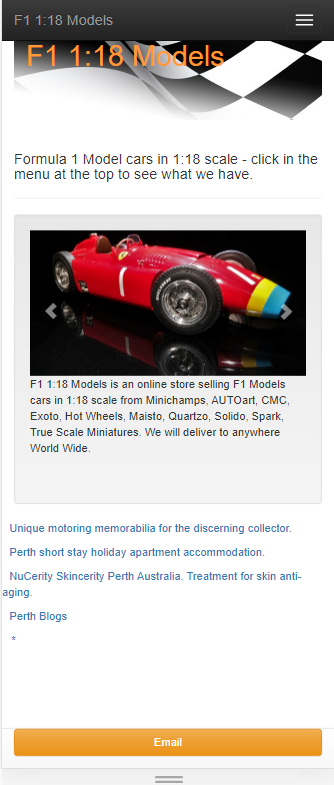 F1 1:18 Models
F1 1:18 Models
Formula 1 Model cars in 1:18 scale - click in the
menu at the top to see what we have.
1
F1 1:18 Models is an online store selling F1 Models
cars in 1:18 scale from Minichamps, AUTOart, CMC,
Exoto, Hot Wheels, Maisto, Quartzo, Solido, Spark,
True Scale Miniatures. We will deliver to anywhere
World Wide.
Unique motoring memorabilia for the discerning collector.
Perth short stay holiday apartment accommodation.
NuCerity Skincerity Perth Australia. Treatment for skin anti-
aging.
Perth Blogs
*
Email